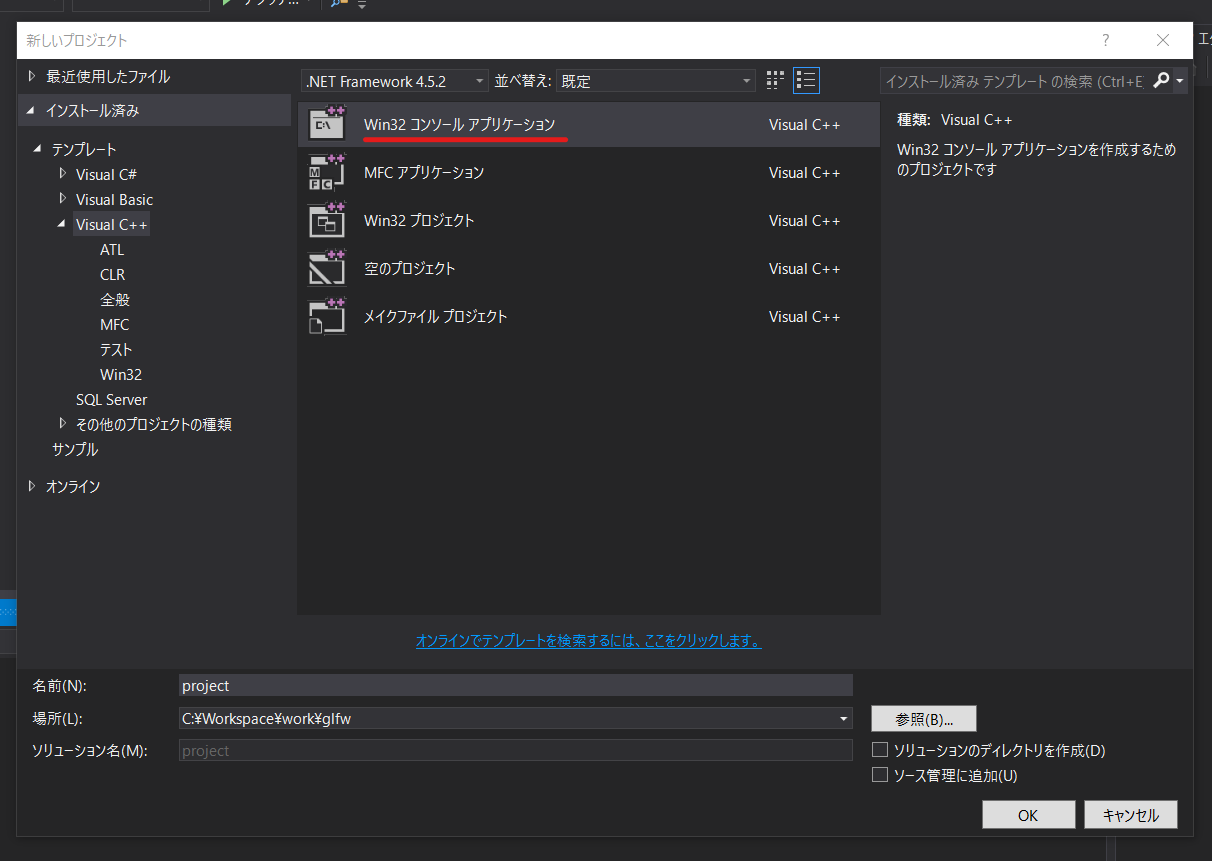 新しいプロジェクト
?
最近使用したファイル
.NET Framework 4.5.2
並べ替え:
既定
インストール済み テンプレート の検索 (Ctrl+E)
インストール済み
テンプレート
Visual C#
Visual Basic
Visual C++
ATL
CLR
全般
MFC
テスト
Win32
SQL Server
その他のプロジェクトの種類
サンプル
オンライン
C:\
Win32 コンソール アプリケーション Visual C++
MFC
MFC アプリケーション Visual C++
Win32 プロジェクト Visual C++
空のプロジェクト Visual C++
メイクファイル プロジェクト Visual C++
種類: Visual C++
Win32 コンソール アプリケーションを作成するため
のプロジェクトです
オンラインでテンプレートを検索するには、ここをクリックします。
名前(N): project
場所(L): C:¥Workspace¥work¥glfw
参照(B)...
ソリューション名(M): project
ソリューションのディレクトリを作成(D)
ソース管理に追加(U)
OK
キャンセル